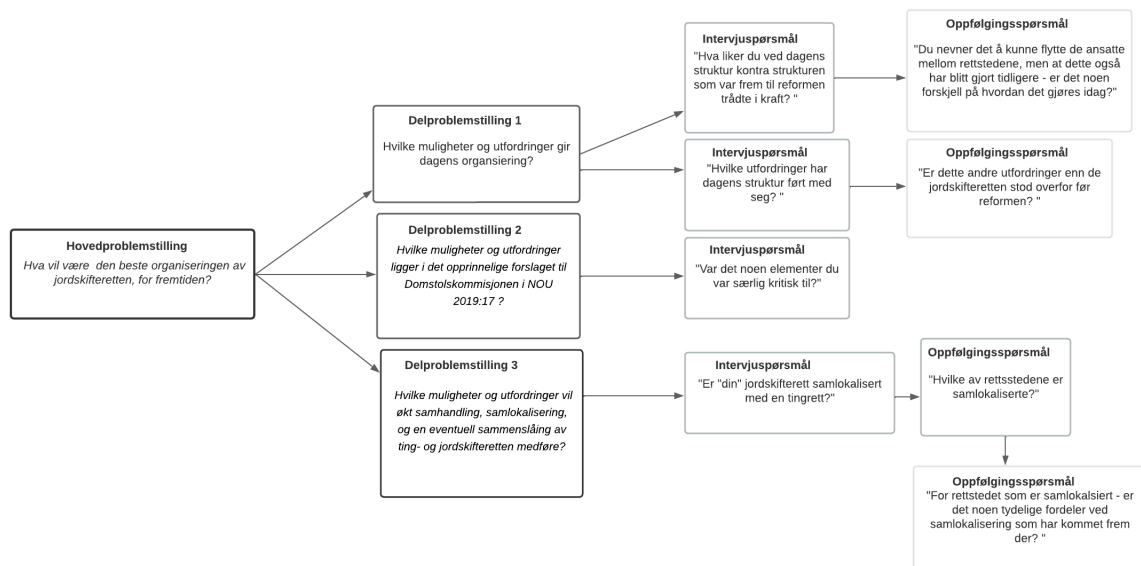 Hovedproblemstilling
Hva vil være  den beste organiseringen av
jordskifteretten, for fremtiden?
Delproblemstilling 1
Hvilke muligheter og utfordringer gir
dagens organsiering?
Intervjupørsmål
"Hva liker du ved dagens
struktur kontra strukturen
som var frem til reformen
trådte i kraft? "
Oppfølgingsspørsmål
"Du nevner det å kunne flytte de ansatte
mellom rettstedene, men at dette også
har blitt gjort tidligere - er det noen
forskjell på hvordan det gjøres idag?"
Intervjupørsmål
"Hvilke utfordringer har
dagens struktur ført med
seg? "
Oppfølgingsspørsmål
"Er dette andre utfordringer enn de
jordskifteretten stod overfor før
reformen? "
Delproblemstilling 2
Hvilke muligheter og utfordringer
ligger i det opprinnelige forslaget til
Domstolskommisjonen i NOU
2019:17 ?
Intervjupørsmål
"Var det noen elementer du
var særlig kritisk til?"
Delproblemstilling 3
Hvilke muligheter og utfordringer vil
økt samhandling, samlokalisering,
og en eventuell sammenslåing av
ting- og jordskifteretten medføre?
Intervjupørsmål
"Er "din" jordskifterett samlokalisert
med en tingrett?"
Oppfølgingsspørsmål
"Hvilke av rettsstedene er
samlokaliserte?"
Oppfølgingsspørsmål
"For rettstedet som er samlokalsiert - er
det noen tydelige fordeler ved
samlokalisering som har kommet frem
der? "